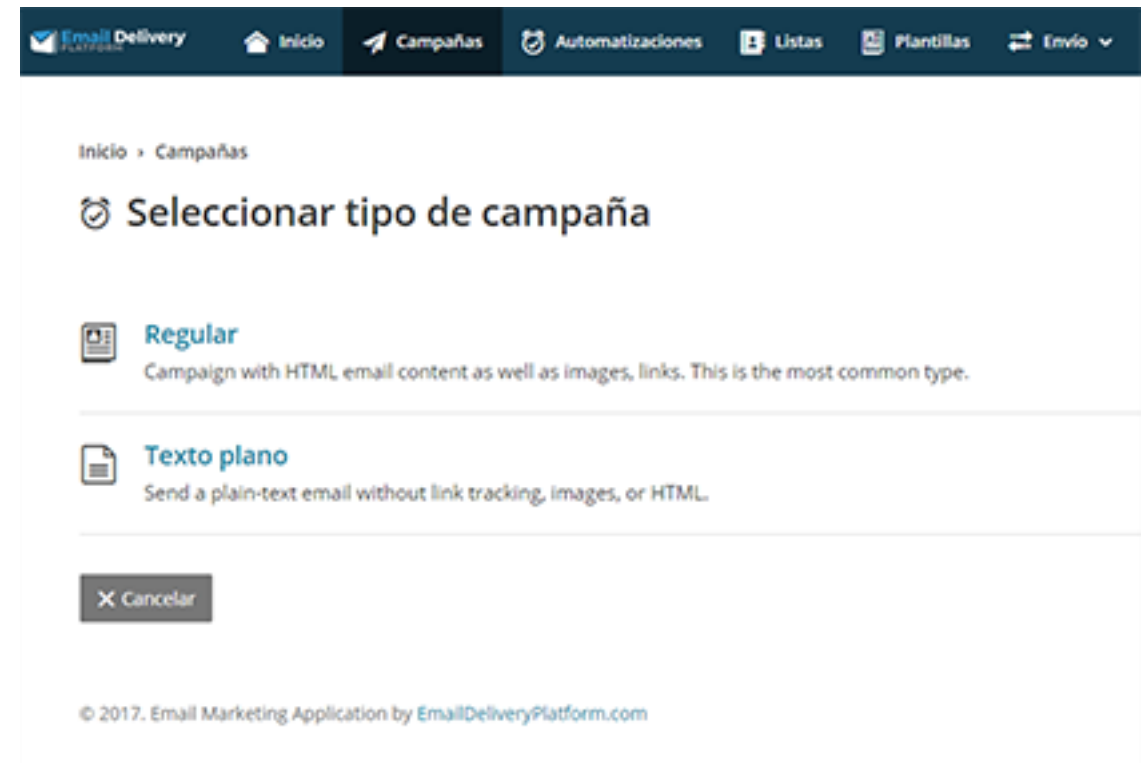 Email Delivery
PLATFORM
Inicio
Campañas
Automatizaciones
Listas
Plantillas
Envío
Inicio › Campañas
Seleccionar tipo de campaña
Regular
Campaign with HTML email content as well as images, links. This is the most common type.
Texto plano
Send a plain-text email without link tracking, images, or HTML.
Cancelar
© 2017. Email Marketing Application by EmailDeliveryPlatform.com